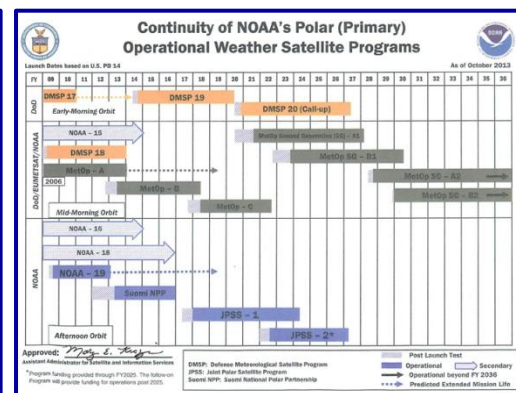 Continuity of NOAA's Polar (Primary)
Operational Weather Satellite Programs
NOAA
Launch Dates based on U.S. PB 14
As of October 2013
FY 09 10 11 12 13 14 15 16 17 18 19 20 21 22 23 24 25 26 27 28 29 30 31 32 33 34 35 36
DoD
DMSP 17
DMSP 19
DMSP 20 (Call-up)
Early-Morning Orbit
DoD/EUMETSAT/NOAA
NOAA - 15
DMSP 18
MetOp - A
2006
MetOp - B
MetOp - C
MetOp Second Generation (SG) - A1
MetOp SG - B1
MetOp SG - A2
MetOp SG - B2
Mid-Morning Orbit
NOAA
NOAA - 18
NOAA - 19
Suomi NPP
JPSS - 1
JPSS - 2*
Afternoon Orbit
Approved:
Assistant Administrator for Satellite and Information Services
*Program funding provided through FY2025. The follow-on
Program will provide funding for operations post 2025.
DMSP: Defense Meteorological Satellite Program
JPSS: Joint Polar Satellite Program
Suomi NPP: Suomi National Polar Partnership
Post Launch Test
Operational
Secondary
Operational beyond FY 2036
Predicted Extended Mission Life